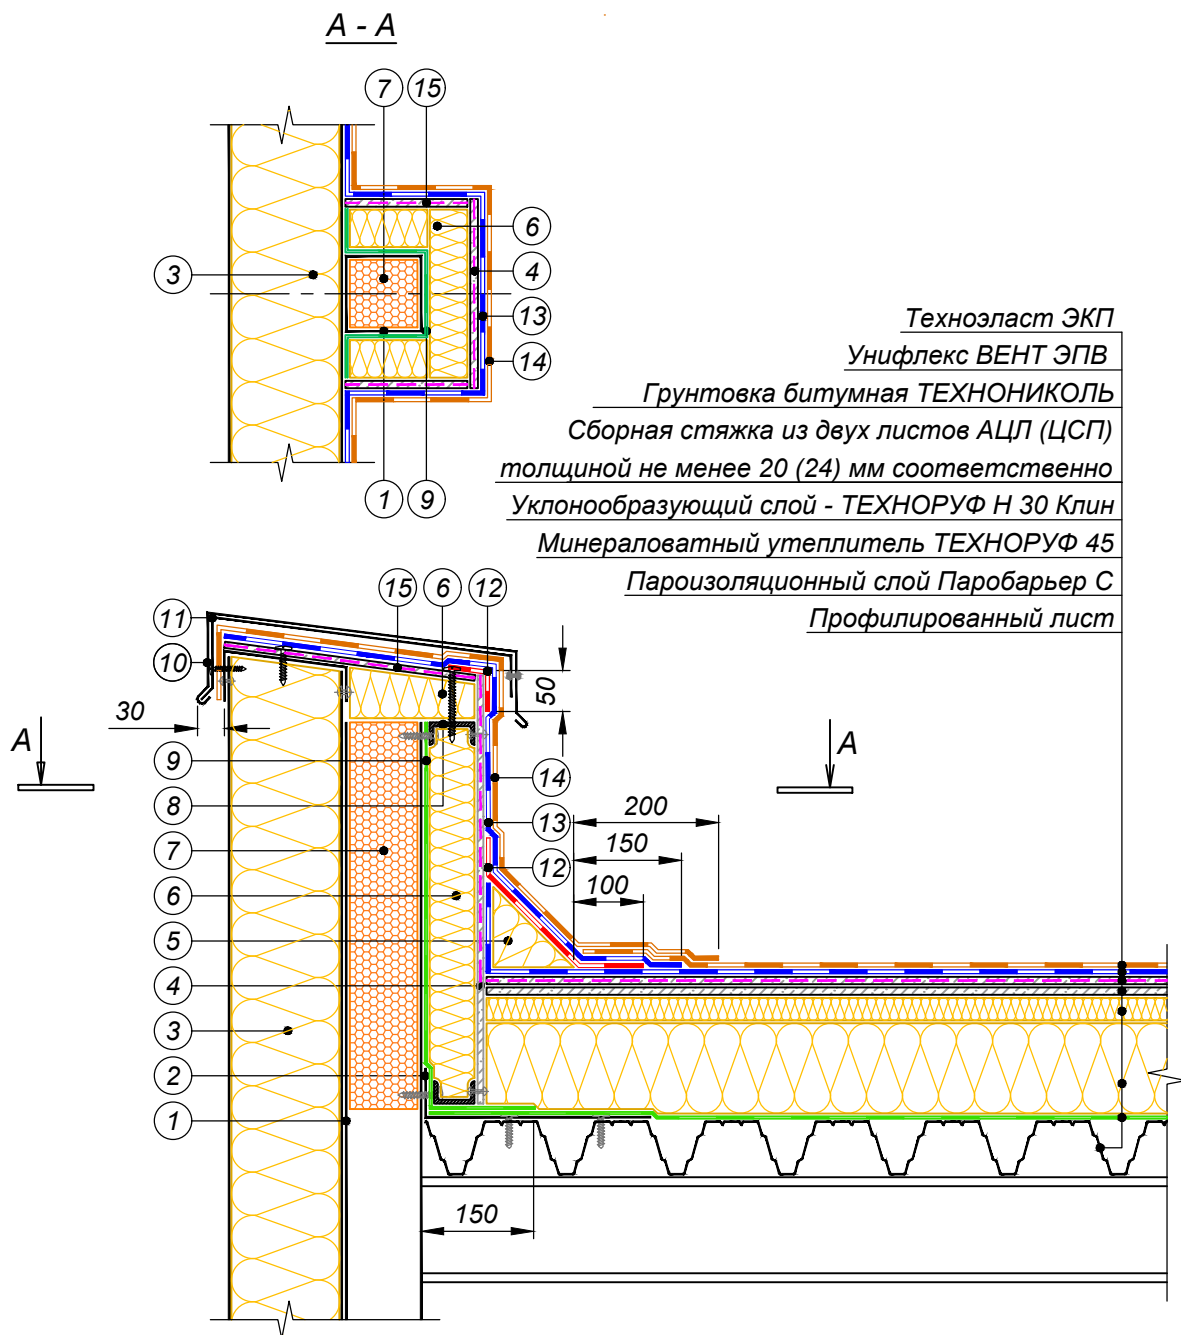 А - А
7 15
6
3
4
13
14
1 9
Техноэласт ЭКП
Унифлекс ВЕНТ ЭПВ
Грунтовка битумная ТЕХНОНИКОЛЬ
Сборная стяжка из двух листов АЦЛ (ЦСП)
толщиной не менее 20 (24) мм соответственно
Уклонообразующий слой - ТЕХНОРУФ Н 30 Клин
Минераловатный утеплитель ТЕХНОРУФ 45
Пароизоляционный слой Паробарьер С
Профилированный лист
15 6 12
11
10
50
30
А
А
9
14
8
200
13
7
150
12
100
6
5
4
3
2
1
150